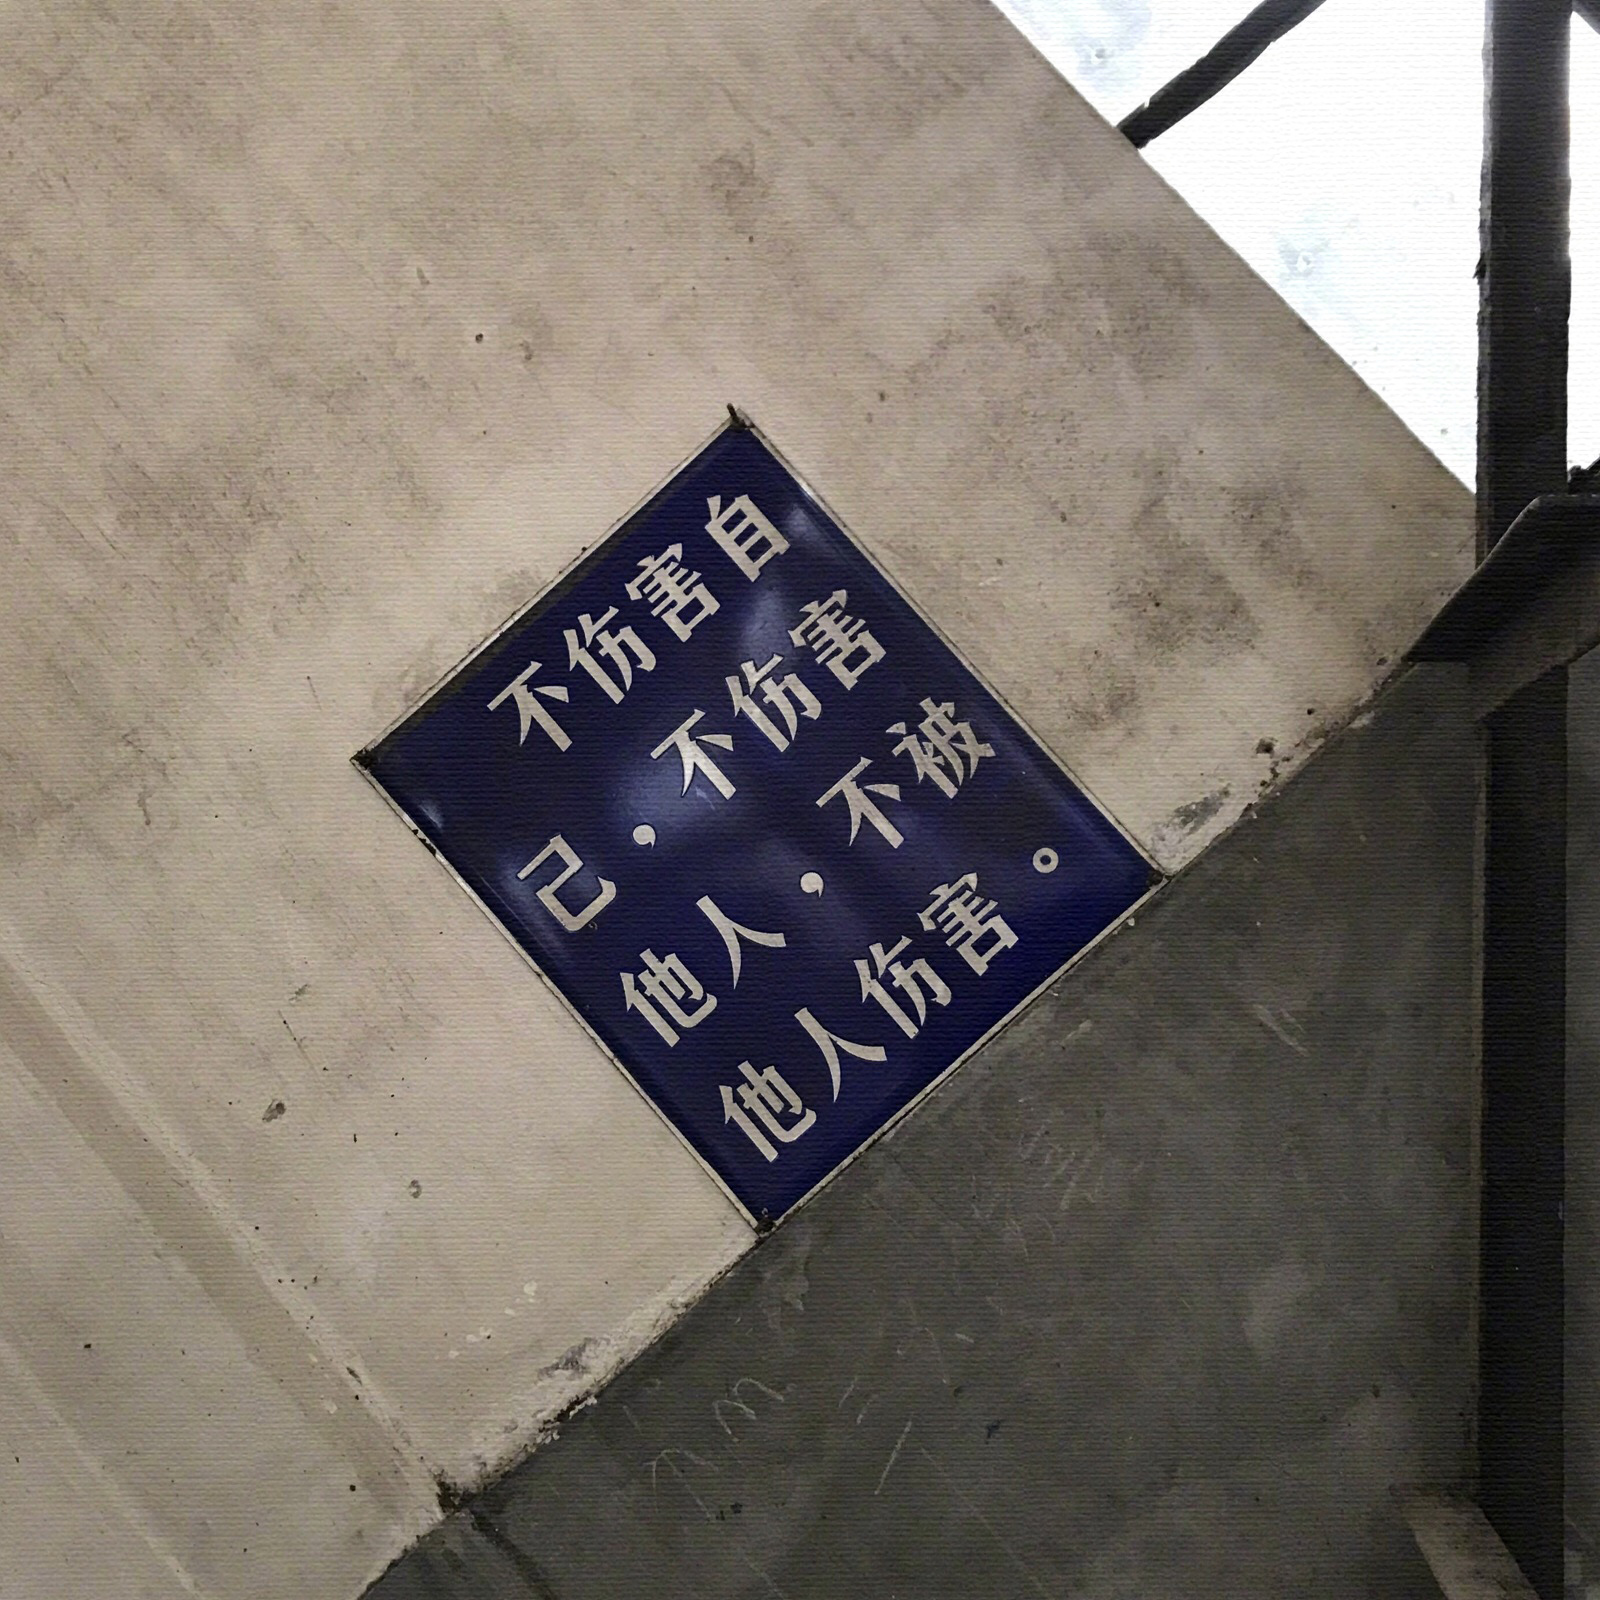 不伤害自
己，不伤害
他人，不被
他人伤害。